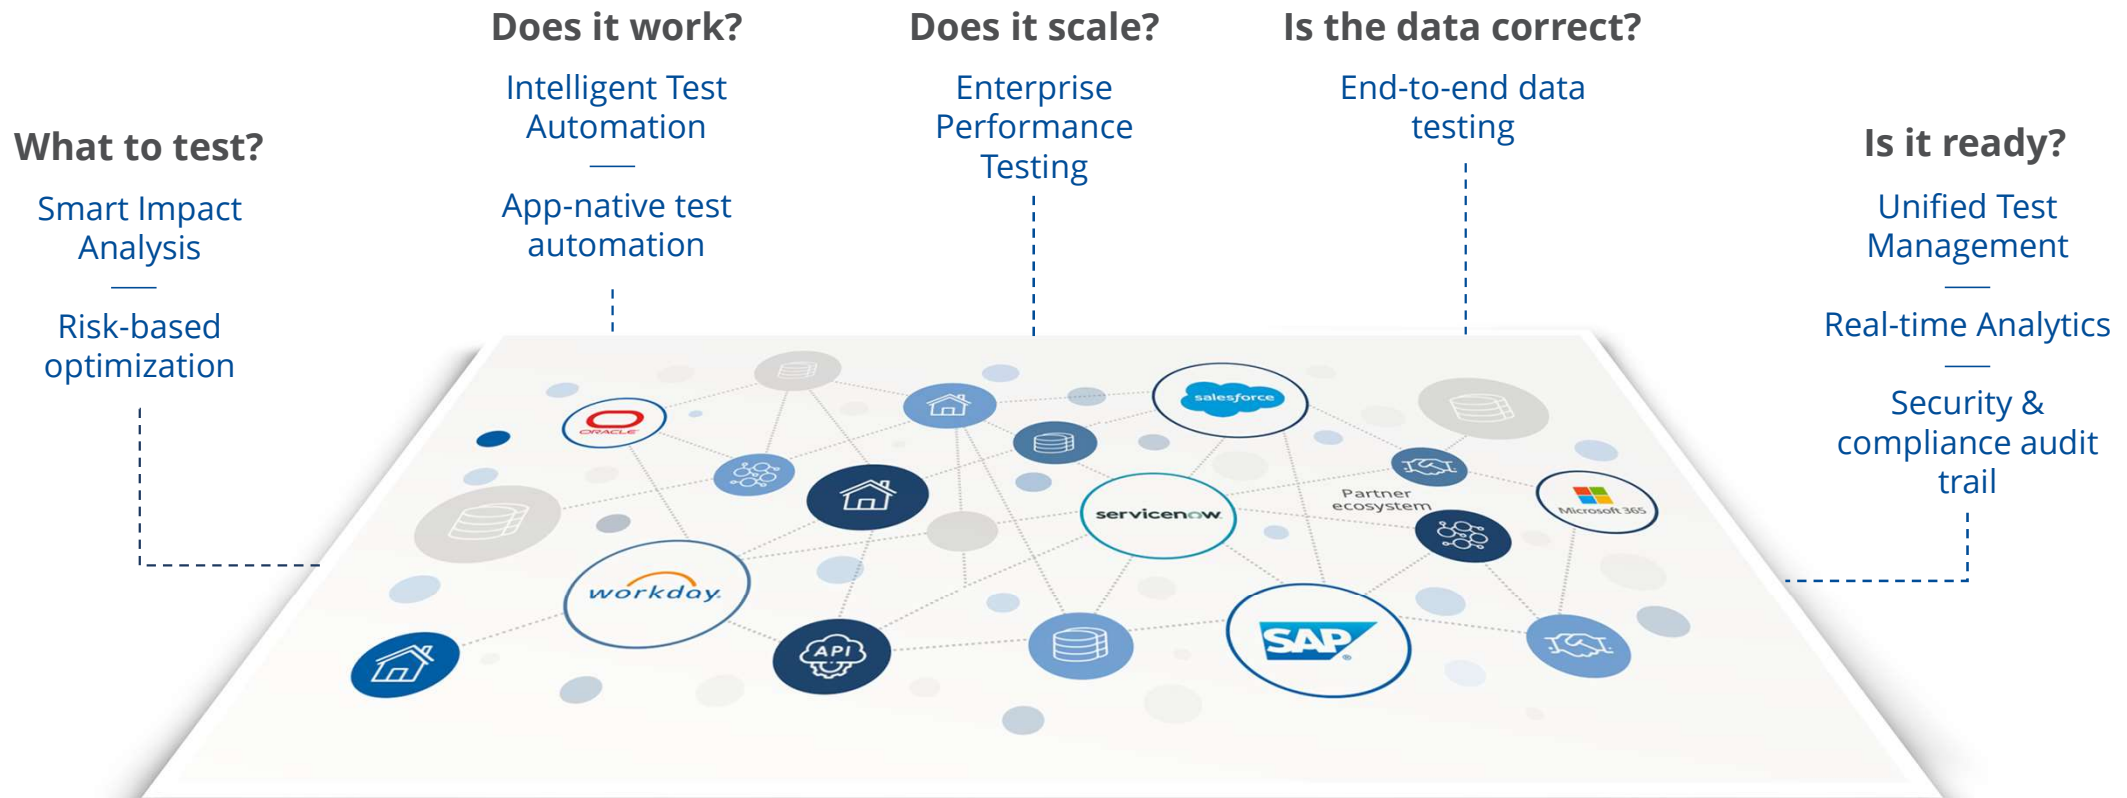 What to test?
Smart Impact
Analysis
Risk-based
optimization
Does it work?
Intelligent Test
Automation
App-native test
automation
Does it scale?
Enterprise
Performance
Testing
Is the data correct?
End-to-end data
testing
Is it ready?
Unified Test
Management
Real-time Analytics
Security &
compliance audit
trail
ORACLE
salesforce
servicenow
Partner
ecosystem
Microsoft 365
workday.
API
SAP